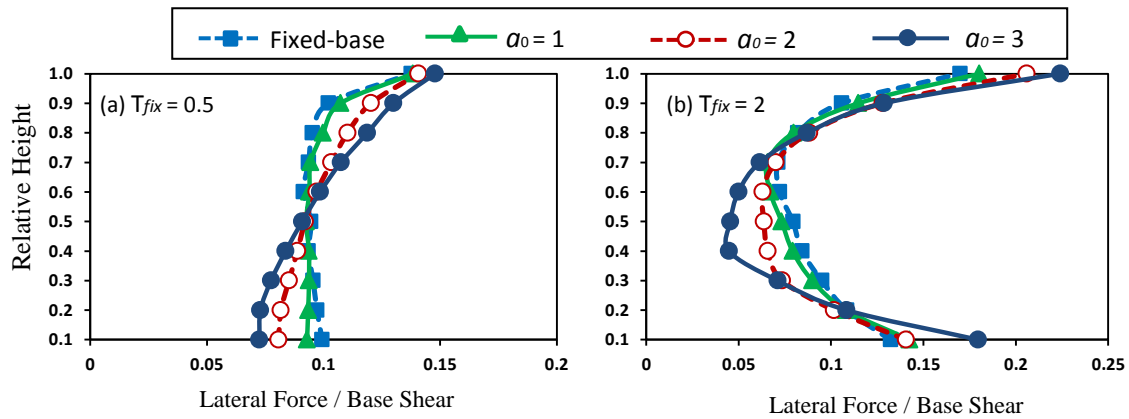 Fixed-base a₀ = 1 a₀ = 2 a₀ = 3
Relative Height
(a) Tfix = 0.5
1.0
0.9
0.8
0.7
0.6
0.5
0.4
0.3
0.2
0.1
0 0.05 0.1 0.15 0.2
Lateral Force / Base Shear
(b) Tfix = 2
1.0
0.9
0.8
0.7
0.6
0.5
0.4
0.3
0.2
0.1
0 0.05 0.1 0.15 0.2 0.25
Lateral Force / Base Shear